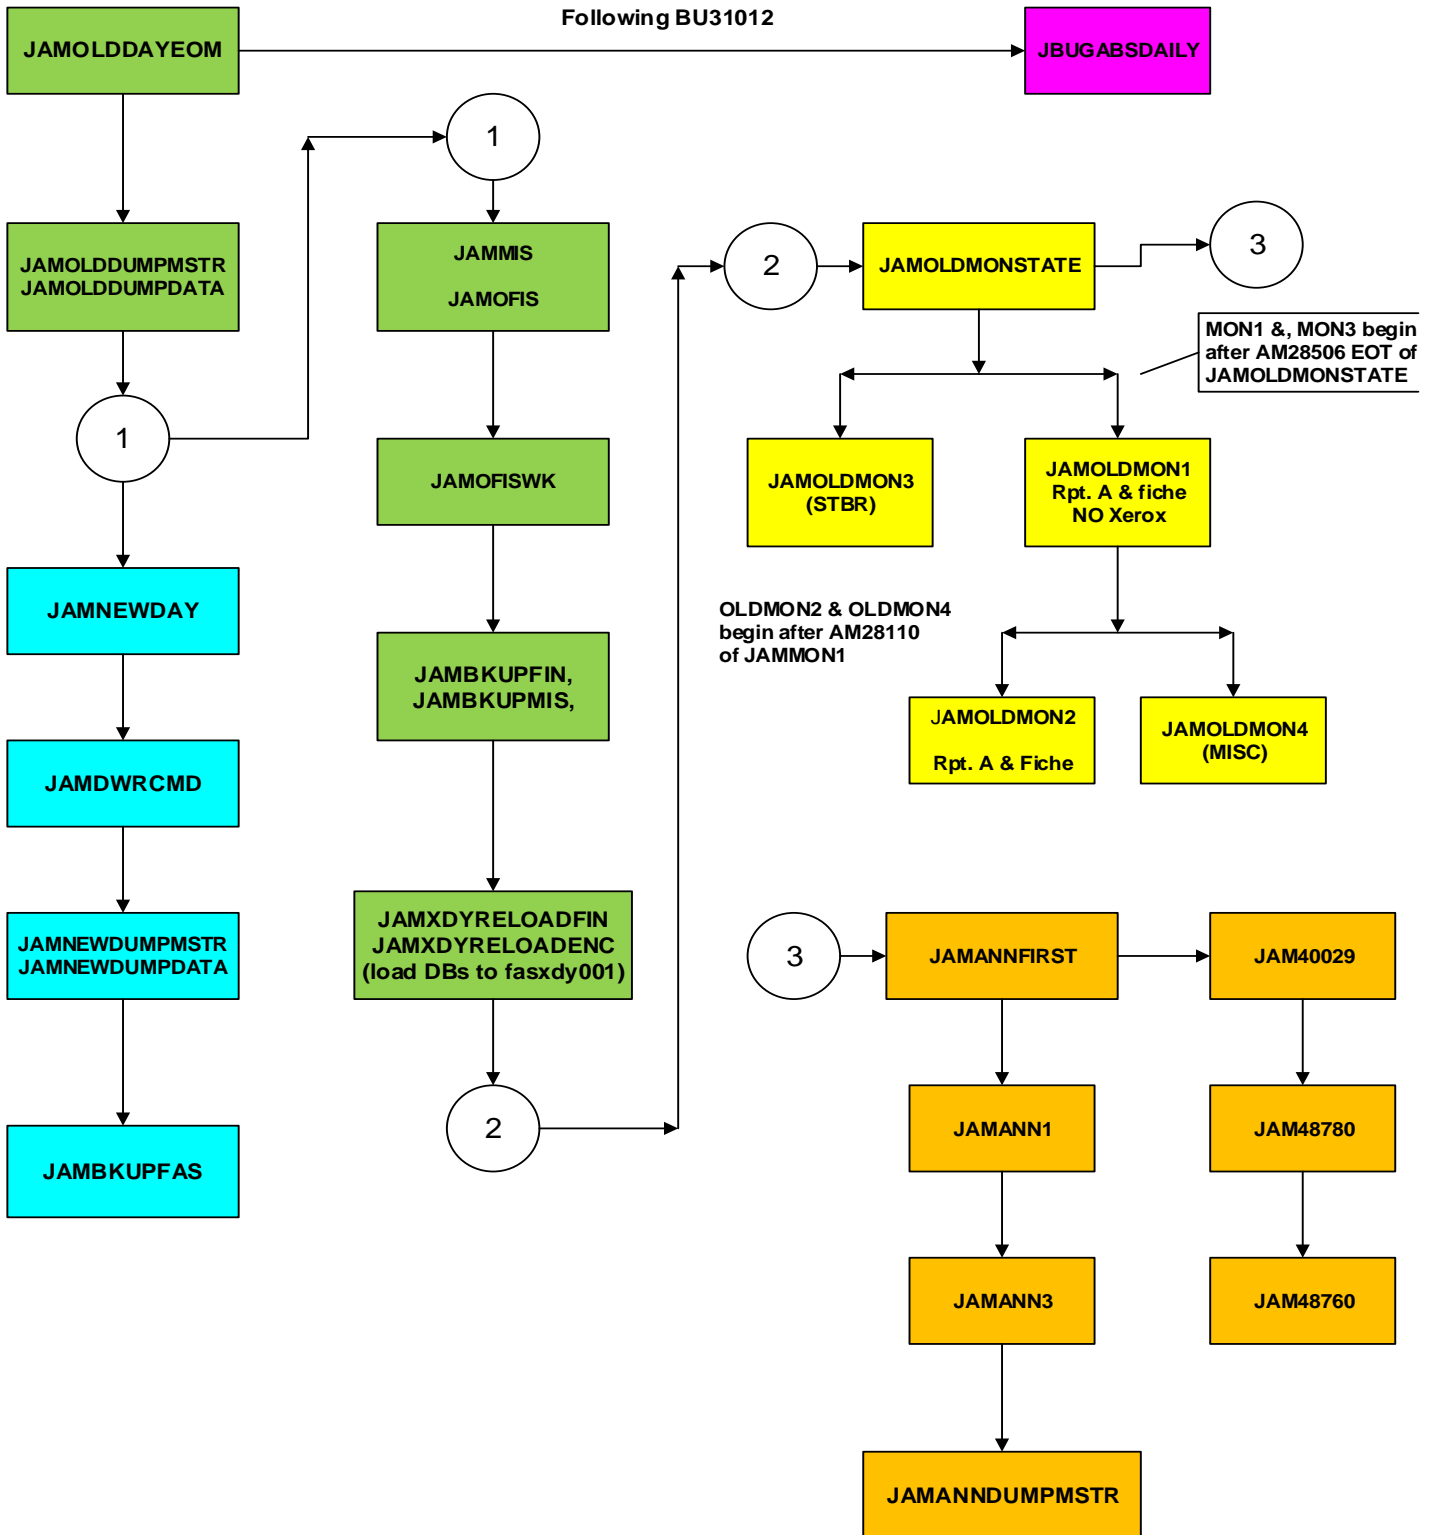 Following BU31012
JAMOLDDAYEOM
JBUGABSDAILY
JAMOLDDUMPMSTR
JAMOLDDUMPDATA
1
JAMNEWDAY
JAMDWRCMD
JAMNEWDUMPMSTR
JAMNEWDUMPDATA
JAMBKUPFAS
1
JAMMIS
JAMOFIS
JAMOFISWK
JAMBKUPFIN,
JAMBKUPMIS,
JAMXDYRELOADFIN
JAMXDYRELOADENC
(load DBs to fasxdy001)
2
2
JAMOLDMONSTATE
3
MON1 &, MON3 begin
after AM28506 EOT of
JAMOLDMONSTATE
JAMOLDMON3
(STBR)
JAMOLDMON1
Rpt. A & fiche
NO Xerox
OLDMON2 & OLDMON4
begin after AM28110
of JAMMON1
JAMOLDMON2
Rpt. A & Fiche
JAMOLDMON4
(MISC)
3
JAMANNFIRST
JAM40029
JAMANN1
JAM48780
JAMANN3
JAM48760
JAMANNDUMPMSTR